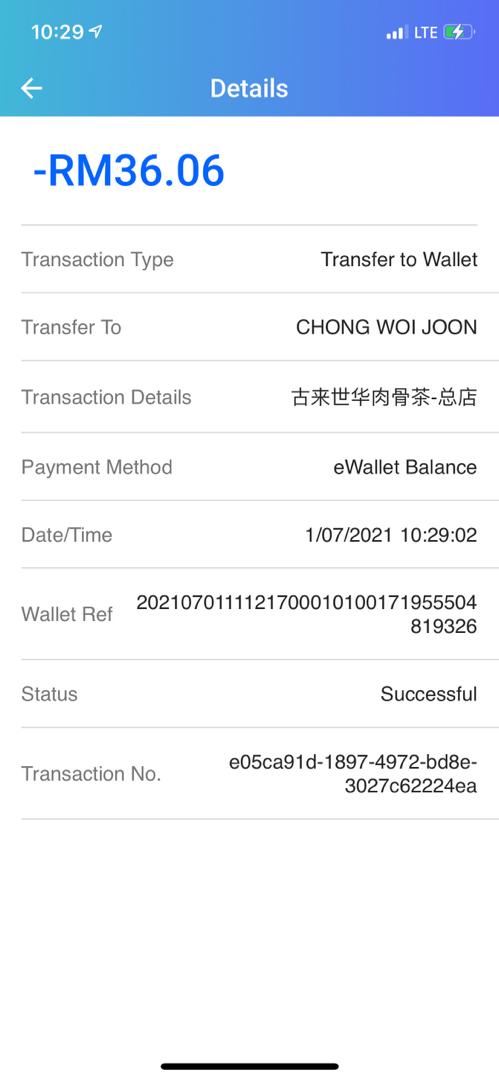 10:29 LTE
Details
-RM36.06
Transaction Type Transfer to Wallet
Transfer To CHONG WOI JOON
Transaction Details 古来世华肉骨茶-总店
Payment Method eWallet Balance
Date/Time 1/07/2021 10:29:02
Wallet Ref 20210701111217000010100171955504
819326
Status Successful
Transaction No. e05ca91d-1897-4972-bd8e-
3027c62224ea